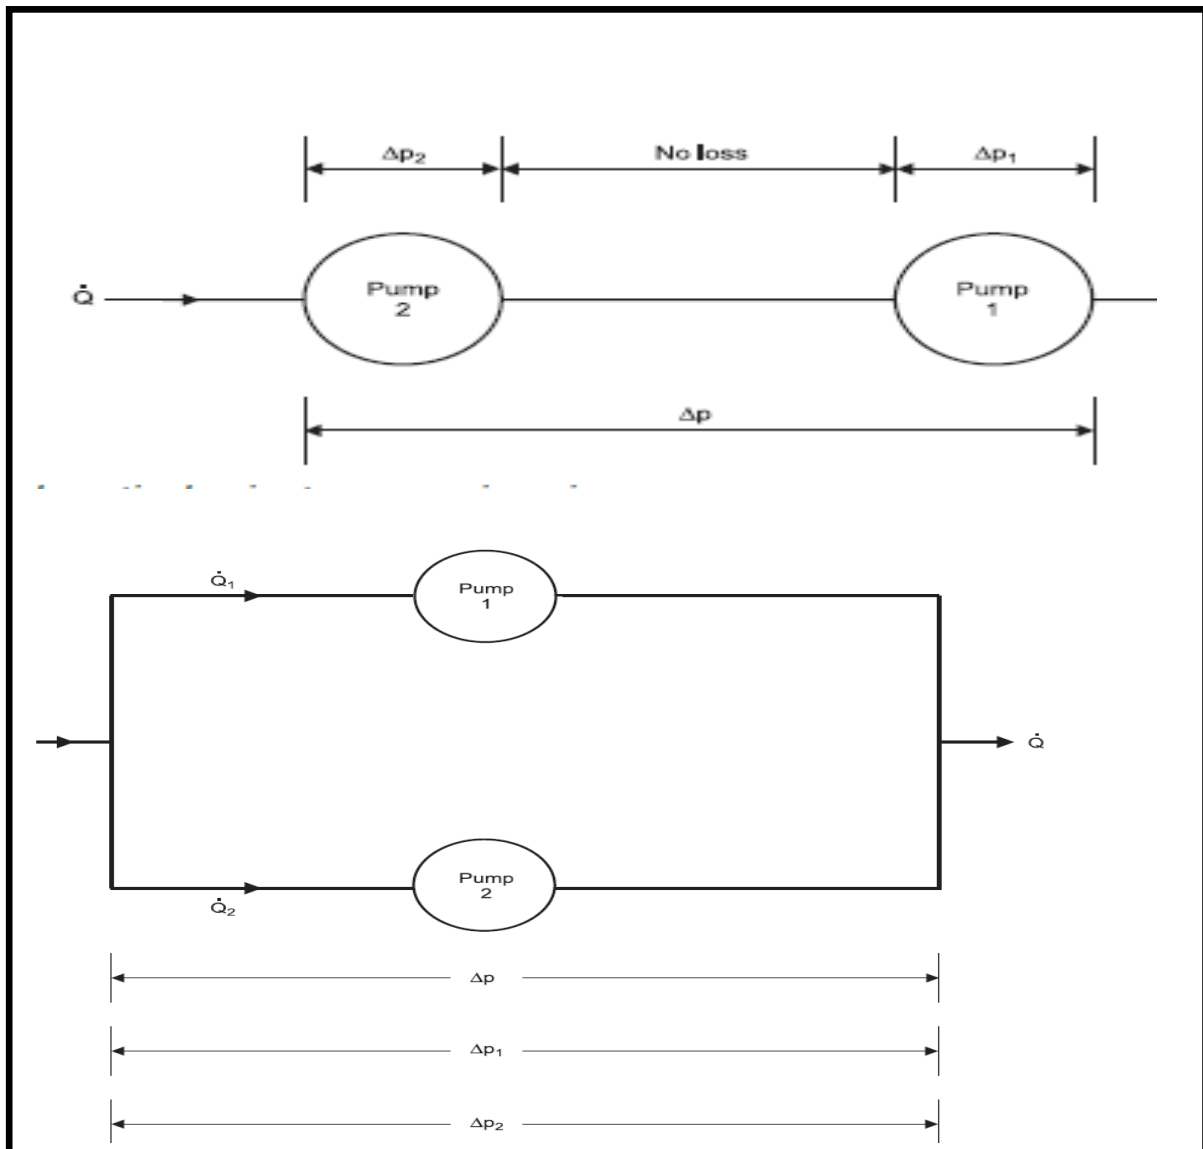 Δp₂ No loss Δp₁
Q̇
Pump
2
Pump
1
Δp
Q̇₁
Pump
1
Q̇
Q̇₂
Pump
2
Δp
Δp₁
Δp₂